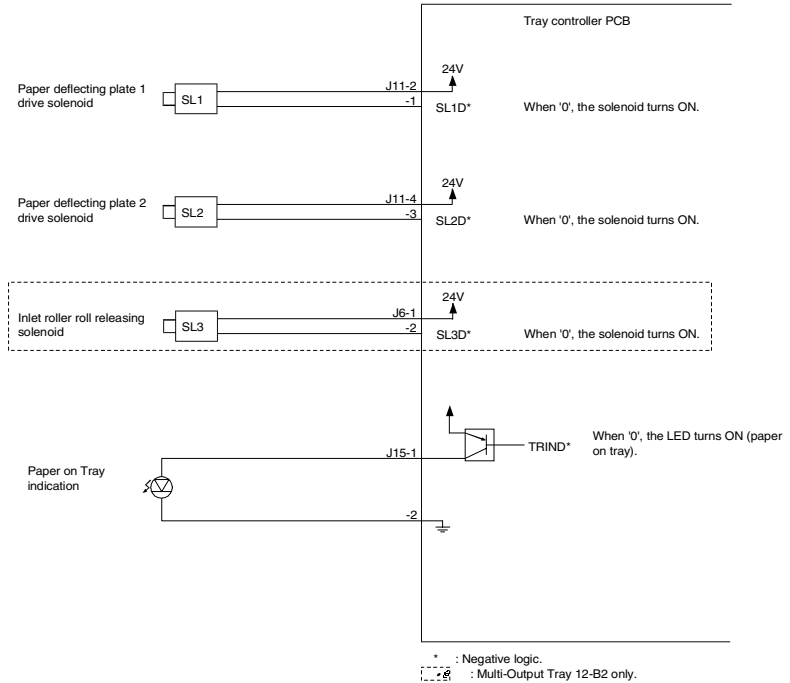 Tray controller PCB
Paper deflecting plate 1
drive solenoid
SL1
J11-2
-1
24V
SL1D*
When '0', the solenoid turns ON.
Paper deflecting plate 2
drive solenoid
SL2
J11-4
-3
24V
SL2D*
When '0', the solenoid turns ON.
Inlet roller roll releasing
solenoid
SL3
J6-1
-2
24V
SL3D*
When '0', the solenoid turns ON.
Paper on Tray
indication
J15-1
-2
TRIND*
When '0', the LED turns ON (paper
on tray).
* : Negative logic.
: Multi-Output Tray 12-B2 only.